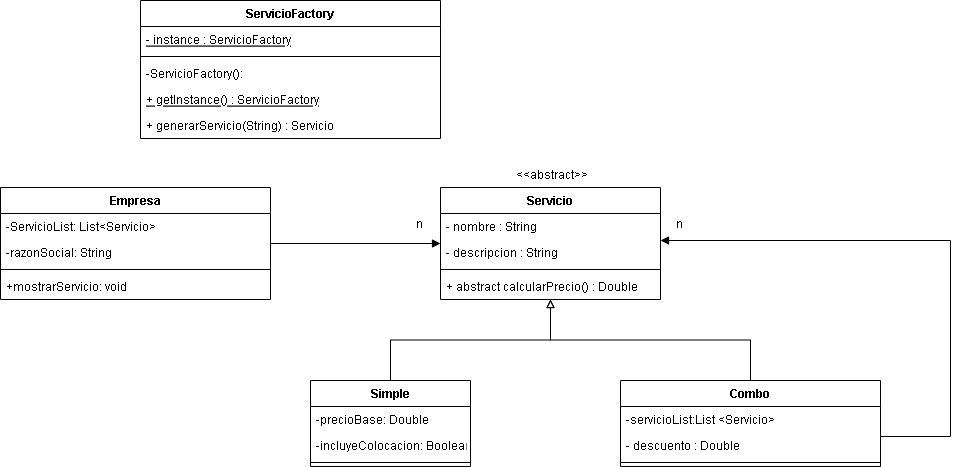 ServicioFactory
- instance : ServicioFactory
-ServicioFactory():
+ getInstance() : ServicioFactory
+ generarServicio(String) : Servicio
<<abstract>>
Empresa
-ServicioList: List<Servicio>
-razonSocial: String
+mostrarServicio: void
n
Servicio
- nombre : String
- descripcion : String
+ abstract calcularPrecio() : Double
n
Simple
-precioBase: Double
-incluyeColocacion: Boolear
Combo
-servicioList:List <Servicio>
- descuento : Double